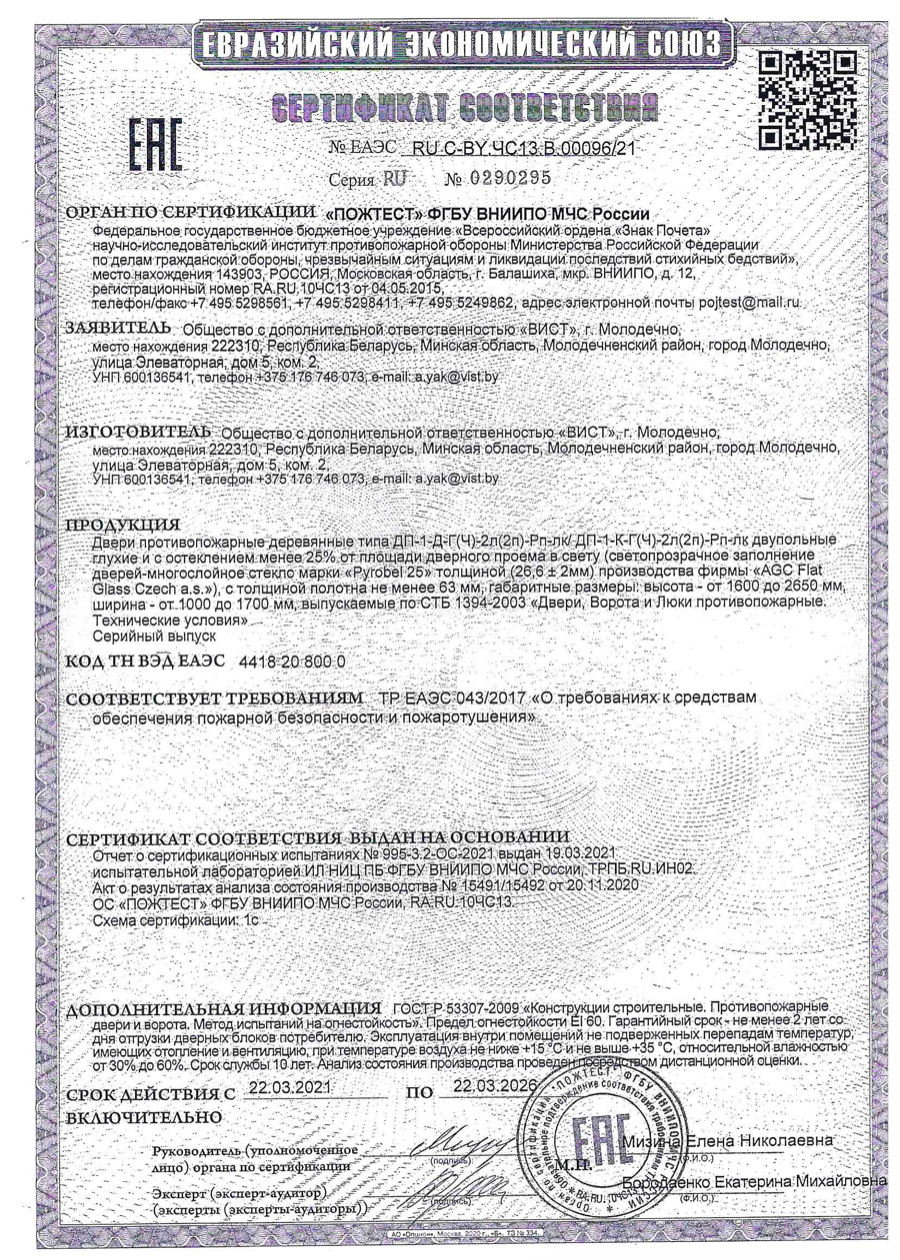 ЕВРАЗИЙСКИЙ ЭКОНОМИЧЕСКИЙ СОЮЗ
СЕРТИФИКАТ СООТВЕТСТВИЯ
ЕАС
№ ЕАЭС RU C-BY.ЧС13.В.00096/21
Серия RU № 0290295
ОРГАН ПО СЕРТИФИКАЦИИ «ПОЖТЕСТ» ФГБУ ВНИИПО МЧС России
Федеральное государственное бюджетное учреждение «Всероссийский ордена «Знак Почета»
научно-исследовательский институт противопожарной обороны Министерства Российской Федерации
по делам гражданской обороны, чрезвычайным ситуациям и ликвидации последствий стихийных бедствий»,
место нахождения 143903, РОССИЯ, Московская область, г. Балашиха, мкр. ВНИИПО, д. 12,
регистрационный номер RA.RU.10ЧС13 от 04.05.2015,
телефон/факс +7 495 5298561, +7 495 5298411, +7 495 5249862, адрес электронной почты pojtest@mail.ru
ЗАЯВИТЕЛЬ Общество с дополнительной ответственностью «ВИСТ», г. Молодечно,
место нахождения 222310, Республика Беларусь, Минская область, Молодечненский район, город Молодечно,
улица Элеваторная, дом 5, ком. 2,
УНП 600136541, телефон +375 176 746 073, e-mail: a.yak@vist.by
ИЗГОТОВИТЕЛЬ Общество с дополнительной ответственностью «ВИСТ», г. Молодечно,
место нахождения 222310, Республика Беларусь, Минская область, Молодечненский район, город Молодечно,
улица Элеваторная, дом 5, ком. 2,
УНП 600136541, телефон +375 176 746 073, e-mail: a.yak@vist.by
ПРОДУКЦИЯ
Двери противопожарные деревянные типа ДП-1-Д-Г(Ч)-2л(2п)-Рп-лк/ ДП-1-К-Г(Ч)-2л(2п)-Рп-лк двупольные
глухие и с остеклением менее 25% от площади дверного проема в свету (светопрозрачное заполнение
дверей-многослойное стекло марки «Pyrobel 25» толщиной (26,6 ± 2мм) производства фирмы «AGC Flat
Glass Czech a.s.»), с толщиной полотна не менее 63 мм, габаритные размеры: высота - от 1600 до 2650 мм,
ширина - от 1000 до 1700 мм, выпускаемые по СТБ 1394-2003 «Двери, Ворота и Люки противопожарные.
Технические условия»
Серийный выпуск
КОД ТН ВЭД ЕАЭС 4418 20 800 0
СООТВЕТСТВУЕТ ТРЕБОВАНИЯМ ТР ЕАЭС 043/2017 «О требованиях к средствам
обеспечения пожарной безопасности и пожаротушения»
СЕРТИФИКАТ СООТВЕТСТВИЯ ВЫДАН НА ОСНОВАНИИ
Отчет о сертификационных испытаниях № 995-3.2-ОС-2021 выдан 19.03.2021
испытательной лабораторией ИЛ НИЦ ПБ ФГБУ ВНИИПО МЧС России, ТРПБ.RU.ИН02.
Акт о результатах анализа состояния производства № 15491/15492 от 20.11.2020
ОС «ПОЖТЕСТ» ФГБУ ВНИИПО МЧС России, RA.RU.10ЧС13.
Схема сертификации: 1с
ДОПОЛНИТЕЛЬНАЯ ИНФОРМАЦИЯ ГОСТ Р 53307-2009 «Конструкции строительные. Противопожарные
двери и ворота. Метод испытаний на огнестойкость». Предел огнестойкости EI 60. Гарантийный срок - не менее 2 лет со
дня отгрузки дверных блоков потребителю. Эксплуатация внутри помещений не подверженных перепадам температур,
имеющих отопление и вентиляцию, при температуре воздуха не ниже +15 °С и не выше +35 °С, относительной влажностью
от 30% до 60%. Срок службы 10 лет. Анализ состояния производства проведен посредством дистанционной оценки.
СРОК ДЕЙСТВИЯ С 22.03.2021 ПО 22.03.2026
ВКЛЮЧИТЕЛЬНО
Руководитель (уполномоченное
лицо) органа по сертификации
(подпись)
М.П.
Мизина Елена Николаевна
(Ф.И.О.)
Эксперт (эксперт-аудитор)
(эксперты (эксперты-аудиторы))
(подпись)
Бородаенко Екатерина Михайловна
(Ф.И.О.)
"ПОЖТЕСТ" ФГБУ ВНИИПО МЧС
ЕАС
RA.RU.10ЧС13
АО «Опцион», Москва, 2020 г., «Б». ТЗ № 334.